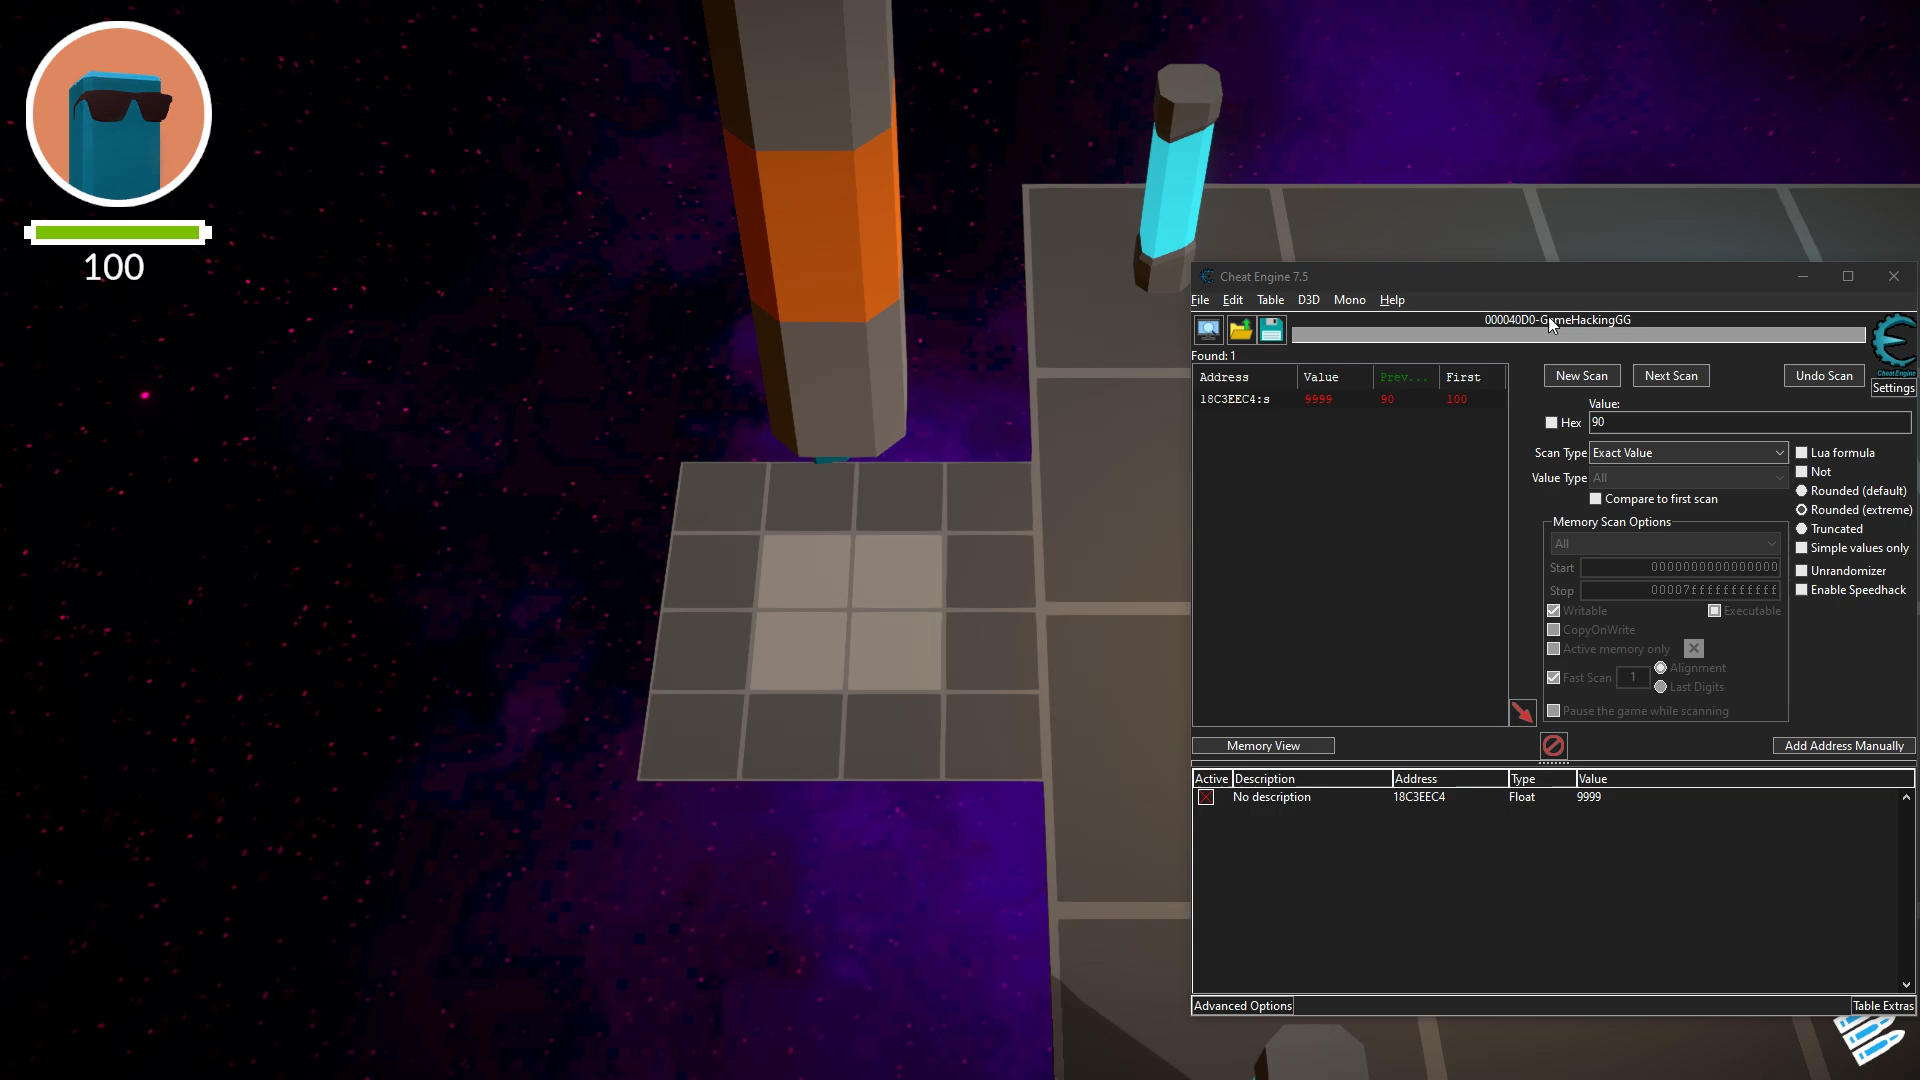 100
Cheat Engine 7.5
File Edit Table D3D Mono Help
000040D0-GameHackingGG
Found: 1
Address Value Prev... First
18C3EEC4:s 9999 90 100
New Scan Next Scan Undo Scan
Cheat Engine
Settings
Value:
Hex 90
Scan Type Exact Value
Value Type All
Compare to first scan
Lua formula
Not
Rounded (default)
Rounded (extreme)
Truncated
Simple values only
Unrandomizer
Enable Speedhack
Memory Scan Options
All
Start 0000000000000000
Stop 00007fffffffffff
Writable Executable
CopyOnWrite
Active memory only
Fast Scan 1 Alignment
Last Digits
Pause the game while scanning
Memory View Add Address Manually
Active Description Address Type Value
No description 18C3EEC4 Float 9999
Advanced Options Table Extras